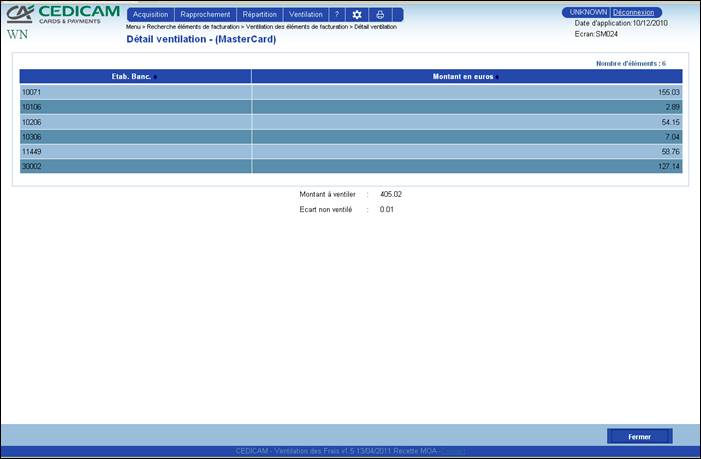 CEDICAM
CARDS & PAYMENTS
WN
Acquisition Rapprochement Répartition Ventilation ?
UNKNOWN Déconnexion
Menu > Recherche éléments de facturation > Ventilation des éléments de facturation > Détail ventilation
Date d'application:10/12/2010
Ecran:SM024
Détail ventilation - (MasterCard)
Nombre d'éléments : 6
Etab. Banc. Montant en euros
10071 155.03
10106 2.89
10206 54.15
10306 7.04
11449 58.76
30002 127.14
Montant à ventiler : 405.02
Ecart non ventilé : 0.01
Fermer
CEDICAM - Ventilation des Frais v1.5 13/04/2011 Recette MOA -